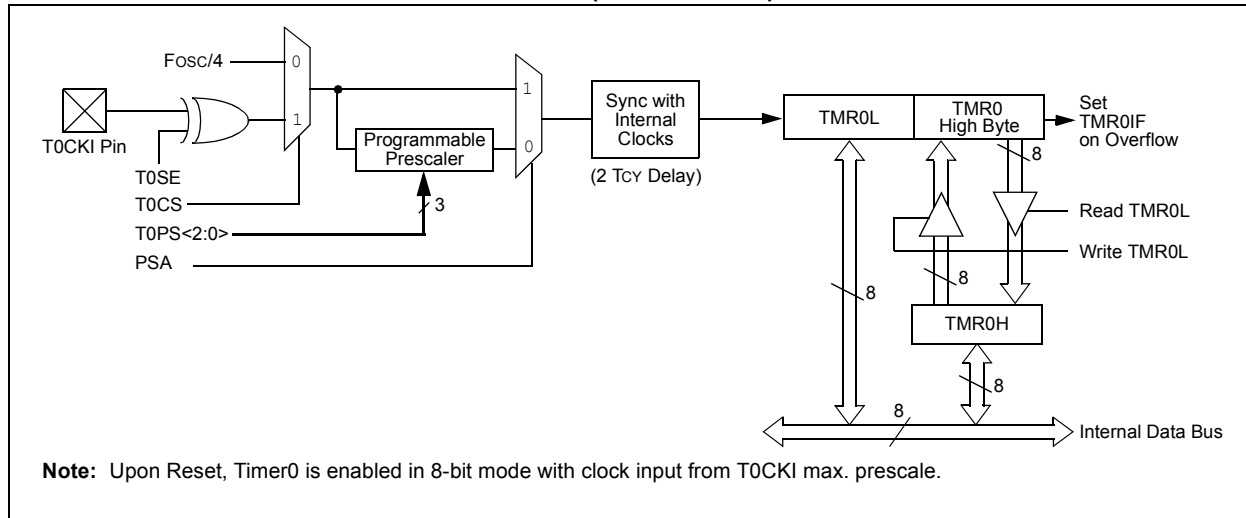 FOSC/4
0
1
T0CKI Pin
T0SE
T0CS
T0PS<2:0>
PSA
Programmable
Prescaler
3
1
0
Sync with
Internal
Clocks
(2 TCY Delay)
TMR0L
TMR0
High Byte
Set
TMR0IF
on Overflow
8
Read TMR0L
Write TMR0L
8
8
TMR0H
8
8
Internal Data Bus
Note: Upon Reset, Timer0 is enabled in 8-bit mode with clock input from T0CKI max. prescale.